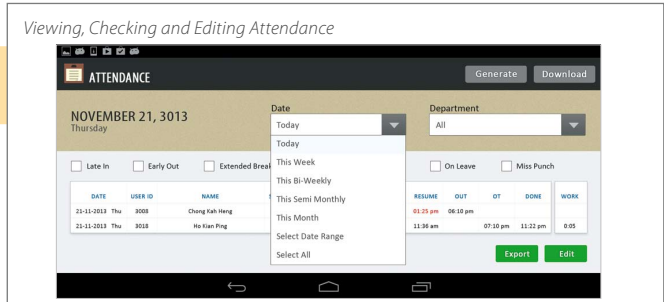 Viewing, Checking and Editing Attendance
ATTENDANCE
Generate
Download
NOVEMBER 21, 3013
Thursday
Date
Today
Department
All
Today
This Week
This Bi-Weekly
This Semi Monthly
This Month
Select Date Range
Select All
Late In
Early Out
Extended Break
On Leave
Miss Punch
DATE USER ID NAME RESUME OUT OT DONE WORK
21-11-2013 Thu 3008 Chong Kah Heng 01:25 pm 06:10 pm
21-11-2013 Thu 3018 Ho Kian Ping 11:36 am 07:10 pm 11:22 pm 0:05
Export
Edit